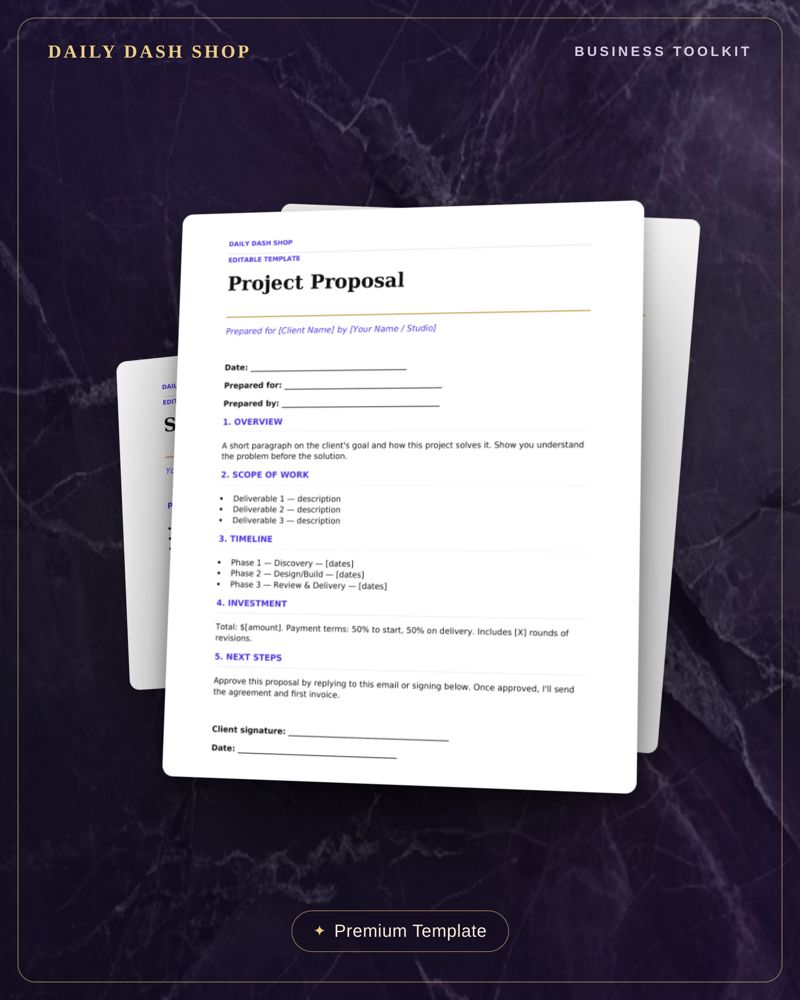 DAILY DASH SHOP
BUSINESS TOOLKIT
DAILY DASH SHOP
EDITABLE TEMPLATE
Project Proposal
Prepared for [Client Name] by [Your Name / Studio]
Date:
Prepared for:
Prepared by:
1. OVERVIEW
A short paragraph on the client's goal and how this project solves it. Show you understand
the problem before the solution.
2. SCOPE OF WORK
• Deliverable 1 — description
• Deliverable 2 — description
• Deliverable 3 — description
3. TIMELINE
• Phase 1 — Discovery — [dates]
• Phase 2 — Design/Build — [dates]
• Phase 3 — Review & Delivery — [dates]
4. INVESTMENT
Total: $[amount]. Payment terms: 50% to start, 50% on delivery. Includes [X] rounds of
revisions.
5. NEXT STEPS
Approve this proposal by replying to this email or signing below. Once approved, I'll send
the agreement and first invoice.
Client signature:
Date:
✦ Premium Template